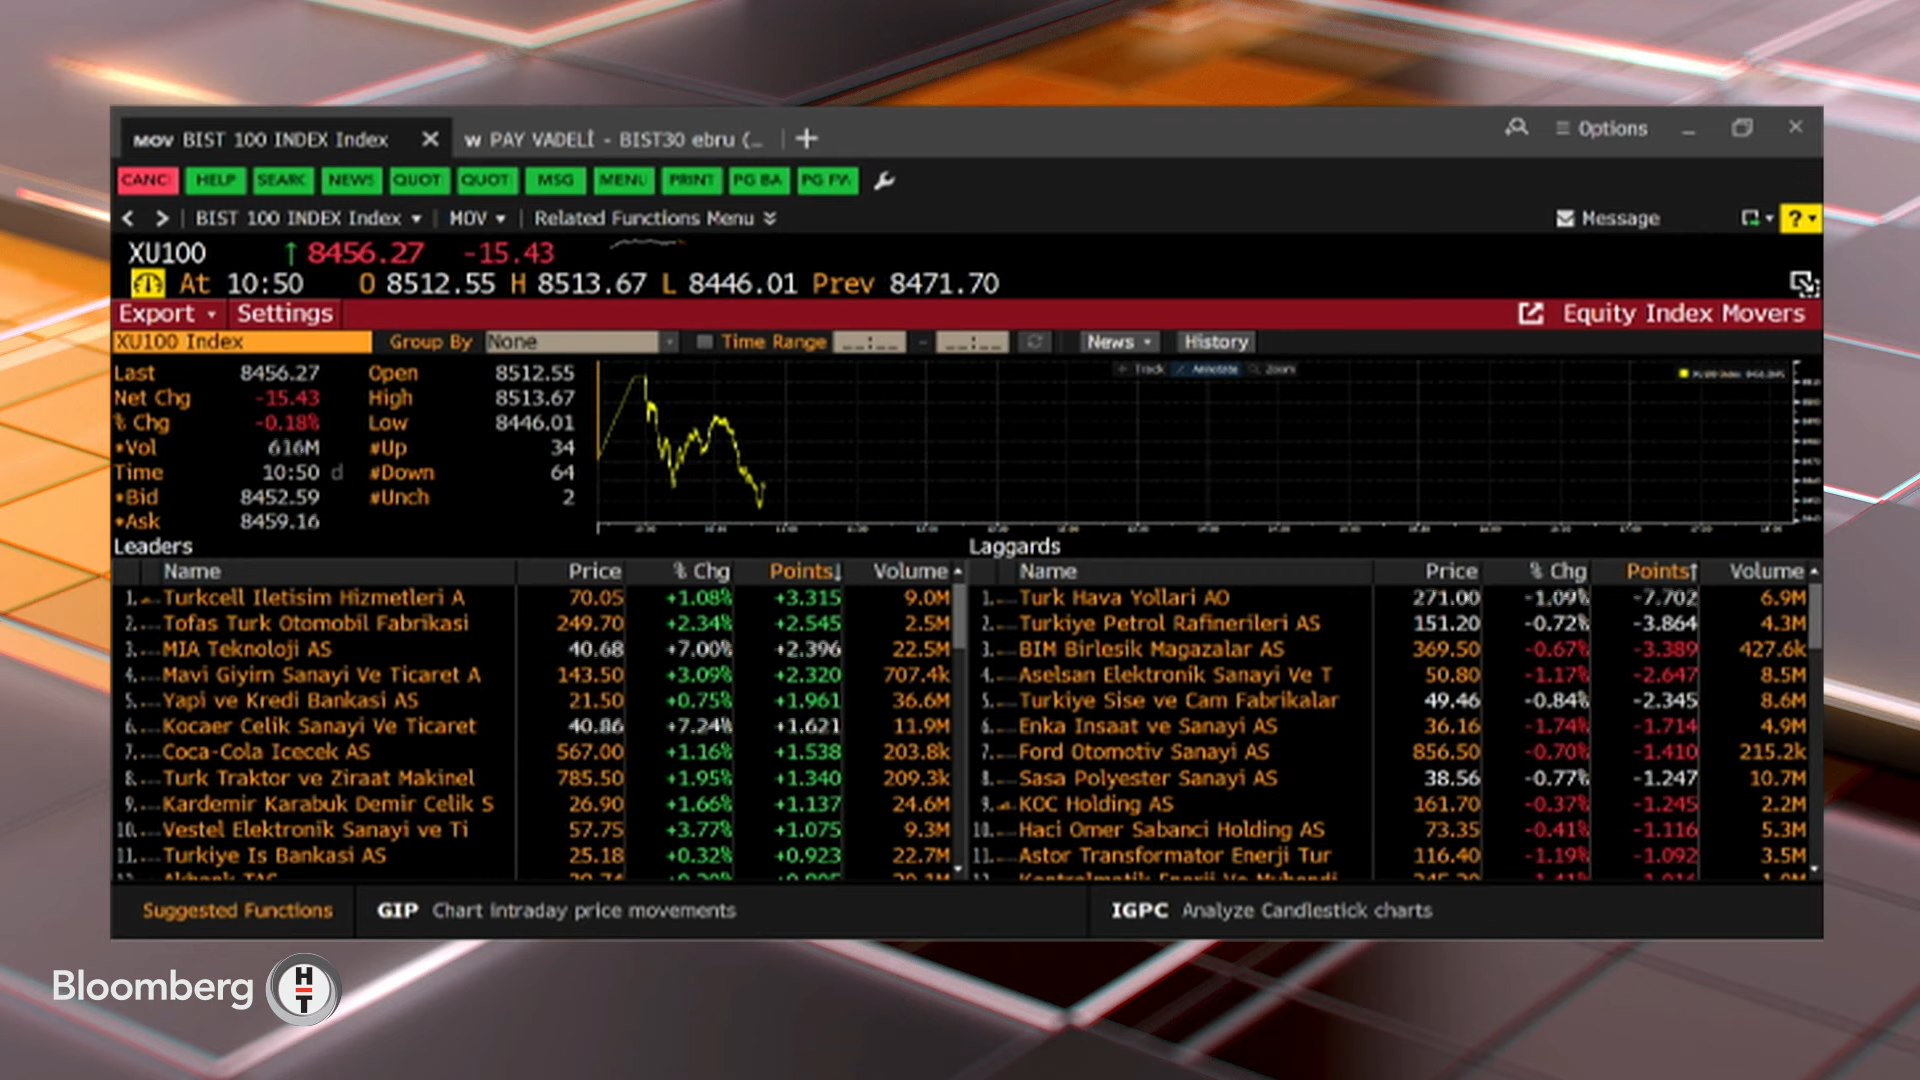 MOV BIST 100 INDEX Index × W PAY VADELİ - BIST30 ebru (… +
Options
CANC HELP SEARC NEWS QUOT QUOT MSG MENU PRINT PG BA PG FW
BIST 100 INDEX Index MOV Related Functions Menu Message ?
XU100 ↑ 8456.27 -15.43
At 10:50 O 8512.55 H 8513.67 L 8446.01 Prev 8471.70
Export Settings Equity Index Movers
XU100 Index Group By None Time Range __:__ - __:__ News History
Track Annotate Zoom
Last 8456.27 Open 8512.55
Net Chg -15.43 High 8513.67
% Chg -0.18% Low 8446.01
Vol 616M #Up 34
Time 10:50 d #Down 64
Bid 8452.59 #Unch 2
Ask 8459.16
Leaders Laggards
Name Price % Chg Points↓ Volume Name Price % Chg Points↑ Volume
1. Turkcell Iletisim Hizmetleri A 70.05 +1.08% +3.315 9.0M 1. Turk Hava Yollari AO 271.00 -1.09% -7.702 6.9M
2. Tofas Turk Otomobil Fabrikasi 249.70 +2.34% +2.545 2.5M 2. Turkiye Petrol Rafinerileri AS 151.20 -0.72% -3.864 4.3M
3. MIA Teknoloji AS 40.68 +7.00% +2.396 22.5M 3. BIM Birlesik Magazalar AS 369.50 -0.67% -3.389 427.6k
4. Mavi Giyim Sanayi Ve Ticaret A 143.50 +3.09% +2.320 707.4k 4. Aselsan Elektronik Sanayi Ve T 50.80 -1.17% -2.647 8.5M
5. Yapi ve Kredi Bankasi AS 21.50 +0.75% +1.961 36.6M 5. Turkiye Sise ve Cam Fabrikalar 49.46 -0.84% -2.345 8.6M
6. Kocaer Celik Sanayi Ve Ticaret 40.86 +7.24% +1.621 11.9M 6. Enka Insaat ve Sanayi AS 36.16 -1.74% -1.714 4.9M
7. Coca-Cola Icecek AS 567.00 +1.16% +1.538 203.8k 7. Ford Otomotiv Sanayi AS 856.50 -0.70% -1.410 215.2k
8. Turk Traktor ve Ziraat Makinel 785.50 +1.95% +1.340 209.3k 8. Sasa Polyester Sanayi AS 38.56 -0.77% -1.247 10.7M
9. Kardemir Karabuk Demir Celik S 26.90 +1.66% +1.137 24.6M 9. KOC Holding AS 161.70 -0.37% -1.245 2.2M
10. Vestel Elektronik Sanayi ve Ti 57.75 +3.77% +1.075 9.3M 10. Haci Omer Sabanci Holding AS 73.35 -0.41% -1.116 5.3M
11. Turkiye Is Bankasi AS 25.18 +0.32% +0.923 22.7M 11. Astor Transformator Enerji Tur 116.40 -1.19% -1.092 3.5M
Suggested Functions GIP Chart intraday price movements IGPC Analyze Candlestick charts
Bloomberg HT